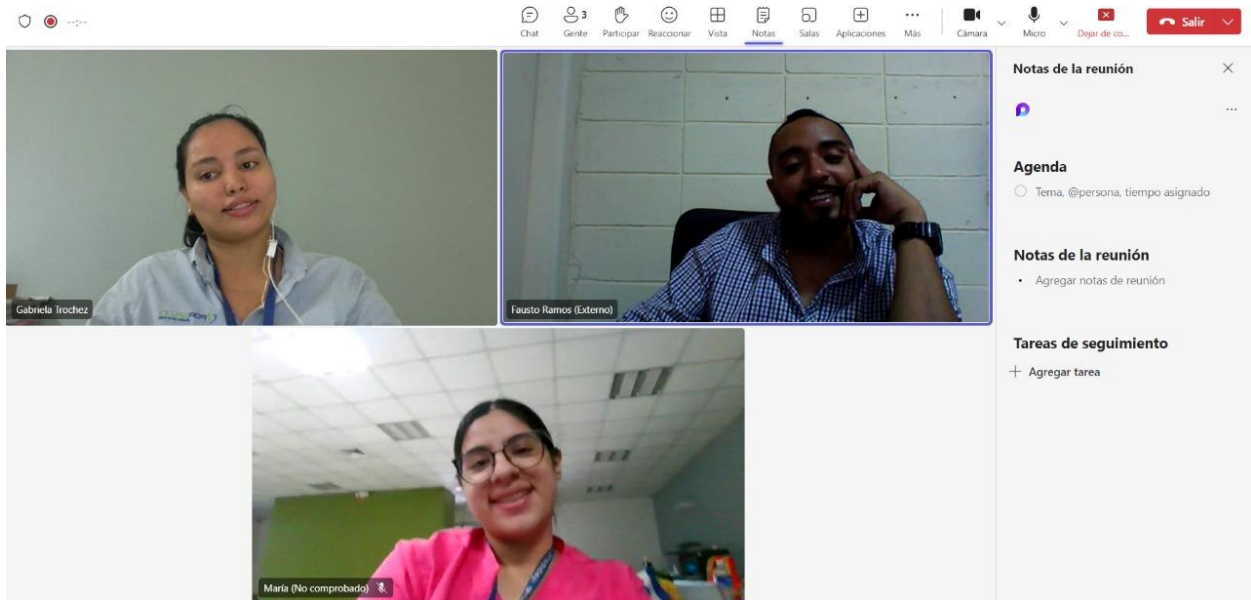 --:--
Chat
Gente
3
Participar
Reaccionar
Vista
Notas
Salas
Aplicaciones
Más
Cámara
Micro
Dejar de co...
Salir
Notas de la reunión
Agenda
Tema, @persona, tiempo asignado
Notas de la reunión
Agregar notas de reunión
Tareas de seguimiento
Agregar tarea
Gabriela Trochez
Fausto Ramos (Externo)
María (No comprobado)